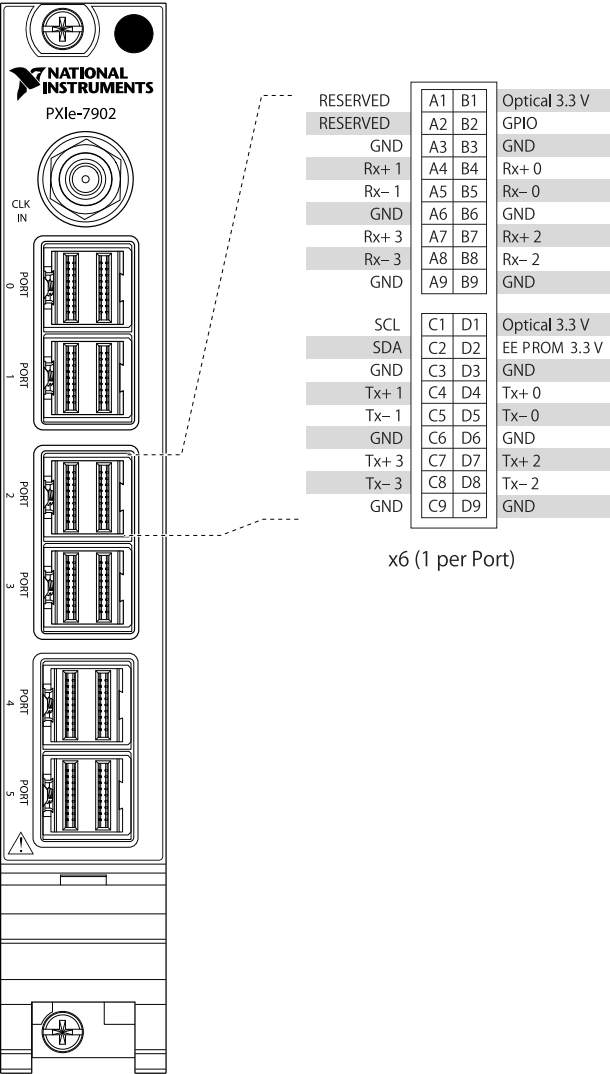 NATIONAL
INSTRUMENTS
PXIe-7902
CLK
IN
PORT
0
PORT
1
PORT
2
PORT
3
PORT
4
PORT
5
RESERVED A1 B1 Optical 3.3 V
RESERVED A2 B2 GPIO
GND A3 B3 GND
Rx+ 1 A4 B4 Rx+ 0
Rx– 1 A5 B5 Rx– 0
GND A6 B6 GND
Rx+ 3 A7 B7 Rx+ 2
Rx– 3 A8 B8 Rx– 2
GND A9 B9 GND
SCL C1 D1 Optical 3.3 V
SDA C2 D2 EE PROM 3.3 V
GND C3 D3 GND
Tx+ 1 C4 D4 Tx+ 0
Tx– 1 C5 D5 Tx– 0
GND C6 D6 GND
Tx+ 3 C7 D7 Tx+ 2
Tx– 3 C8 D8 Tx– 2
GND C9 D9 GND
x6 (1 per Port)